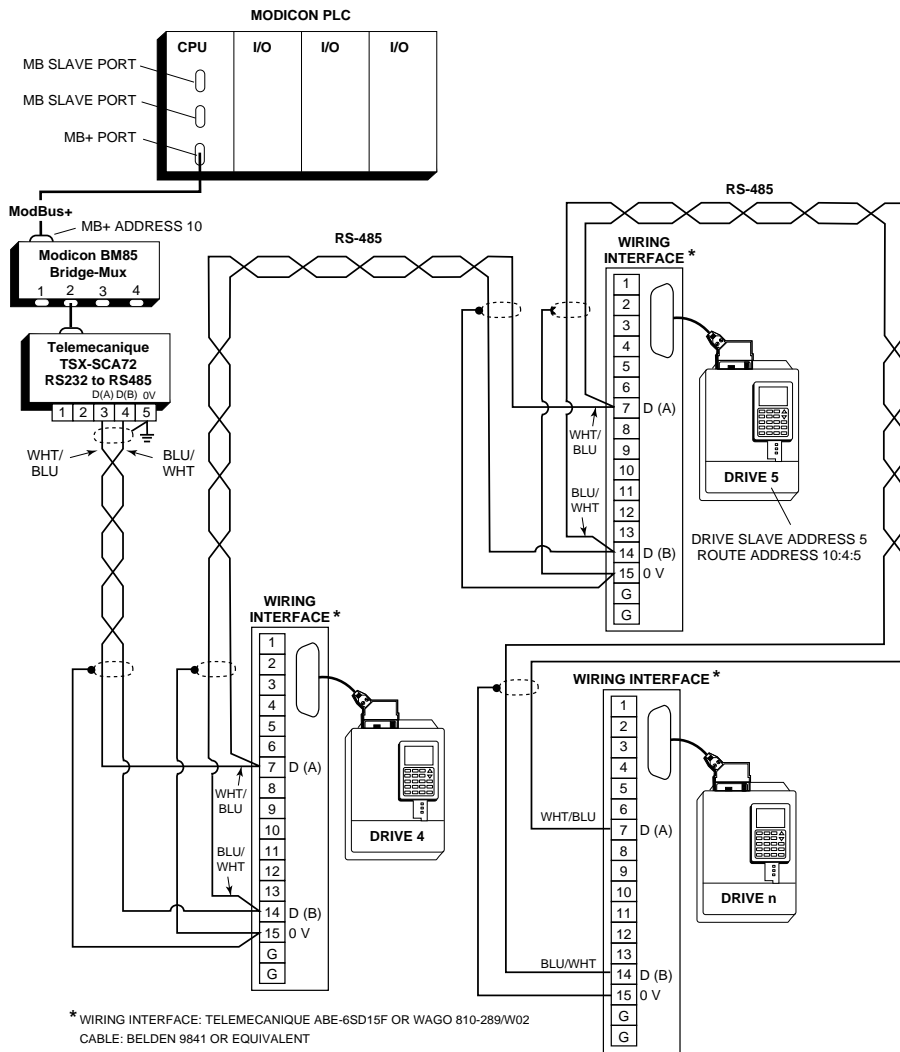 MODICON PLC
CPU
I/O
I/O
I/O
MB SLAVE PORT
MB SLAVE PORT
MB+ PORT
ModBus+
MB+ ADDRESS 10
Modicon BM85
Bridge-Mux
1 2 3 4
Telemecanique
TSX-SCA72
RS232 to RS485
D(A) D(B) 0V
1 2 3 4 5
WHT/
BLU
BLU/
WHT
RS-485
WIRING
INTERFACE *
1
2
3
4
5
6
7 D (A)
8
9
10
11
12
13
14 D (B)
15 0 V
G
G
WHT/
BLU
BLU/
WHT
DRIVE 4
RS-485
WIRING
INTERFACE *
1
2
3
4
5
6
7 D (A)
8
9
10
11
12
13
14 D (B)
15 0 V
G
G
WHT/
BLU
BLU/
WHT
DRIVE 5
DRIVE SLAVE ADDRESS 5
ROUTE ADDRESS 10:4:5
WIRING INTERFACE *
1
2
3
4
5
6
7 D (A)
8
9
10
11
12
13
14 D (B)
15 0 V
G
G
WHT/BLU
BLU/WHT
DRIVE n
* WIRING INTERFACE: TELEMECANIQUE ABE-6SD15F OR WAGO 810-289/W02
CABLE: BELDEN 9841 OR EQUIVALENT